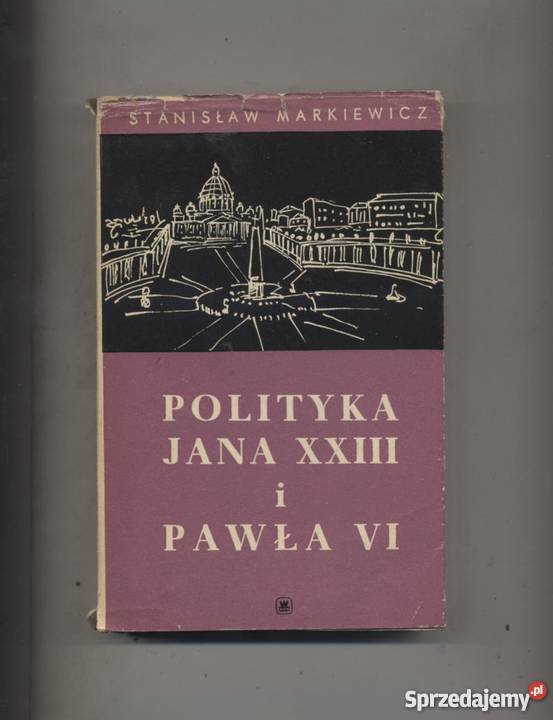 STANISŁAW MARKIEWICZ
POLITYKA
JANA XXIII
i
PAWŁA VI
Sprzedajemy.pl